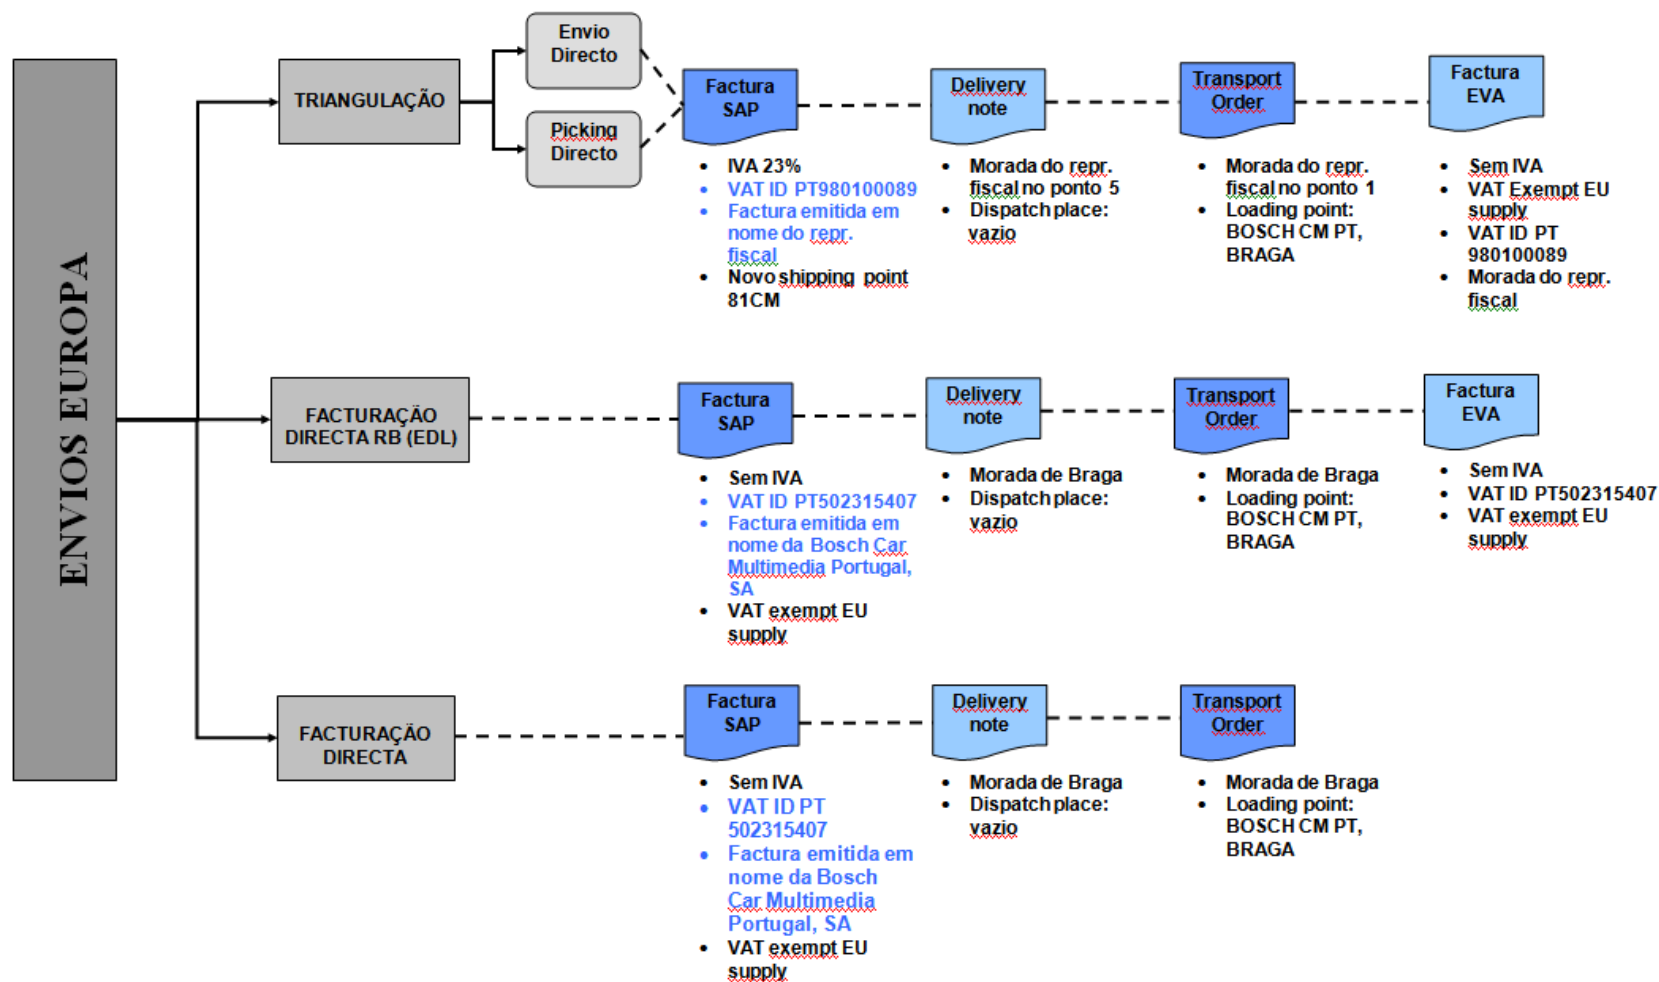 ENVIOS EUROPA
TRIANGULAÇÃO
Envio
Directo
Picking
Directo
Factura
SAP
• IVA 23%
• VAT ID PT980100089
• Factura emitida em
nome do repr.
fiscal
• Novo shipping point
81CM
Delivery
note
• Morada do repr.
fiscal no ponto 5
• Dispatch place:
vazio
Transport
Order
• Morada do repr.
fiscal no ponto 1
• Loading point:
BOSCH CM PT,
BRAGA
Factura
EVA
• Sem IVA
• VAT Exempt EU
supply
• VAT ID PT
980100089
• Morada do repr.
fiscal
FACTURAÇÃO
DIRECTA RB (EDL)
Factura
SAP
• Sem IVA
• VAT ID PT502315407
• Factura emitida em
nome da Bosch Car
Multimedia Portugal,
SA
• VAT exempt EU
supply
Delivery
note
• Morada de Braga
• Dispatch place:
vazio
Transport
Order
• Morada de Braga
• Loading point:
BOSCH CM PT,
BRAGA
Factura
EVA
• Sem IVA
• VAT ID PT502315407
• VAT exempt EU
supply
FACTURAÇÃO
DIRECTA
Factura
SAP
• Sem IVA
• VAT ID PT
502315407
• Factura emitida em
nome da Bosch
Car Multimedia
Portugal, SA
• VAT exempt EU
supply
Delivery
note
• Morada de Braga
• Dispatch place:
vazio
Transport
Order
• Morada de Braga
• Loading point:
BOSCH CM PT,
BRAGA